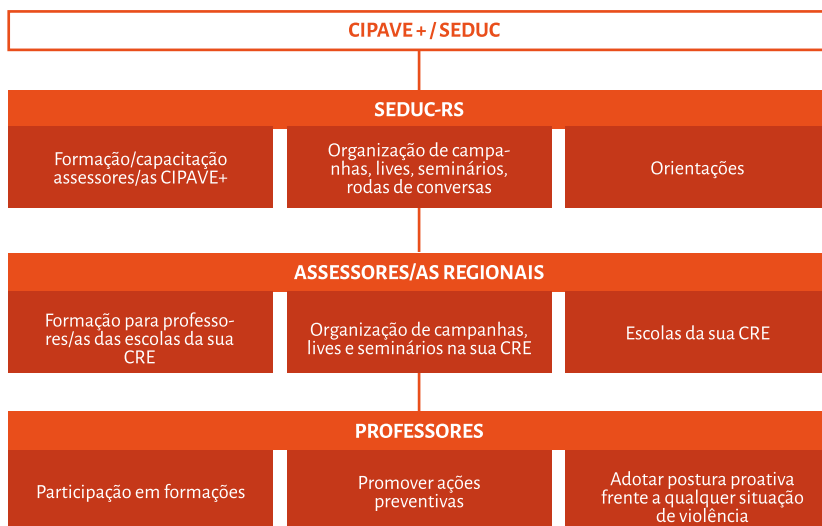 CIPAVE + / SEDUC
SEDUC-RS
Formação/capacitação
assessores/as CIPAVE+
Organização de campa-
nhas, lives, seminários,
rodas de conversas
Orientações
ASSESSORES/AS REGIONAIS
Formação para professo-
res/as das escolas da sua
CRE
Organização de campanhas,
lives e seminários na sua CRE
Escolas da sua CRE
PROFESSORES
Participação em formações
Promover ações
preventivas
Adotar postura proativa
frente a qualquer situação
de violência